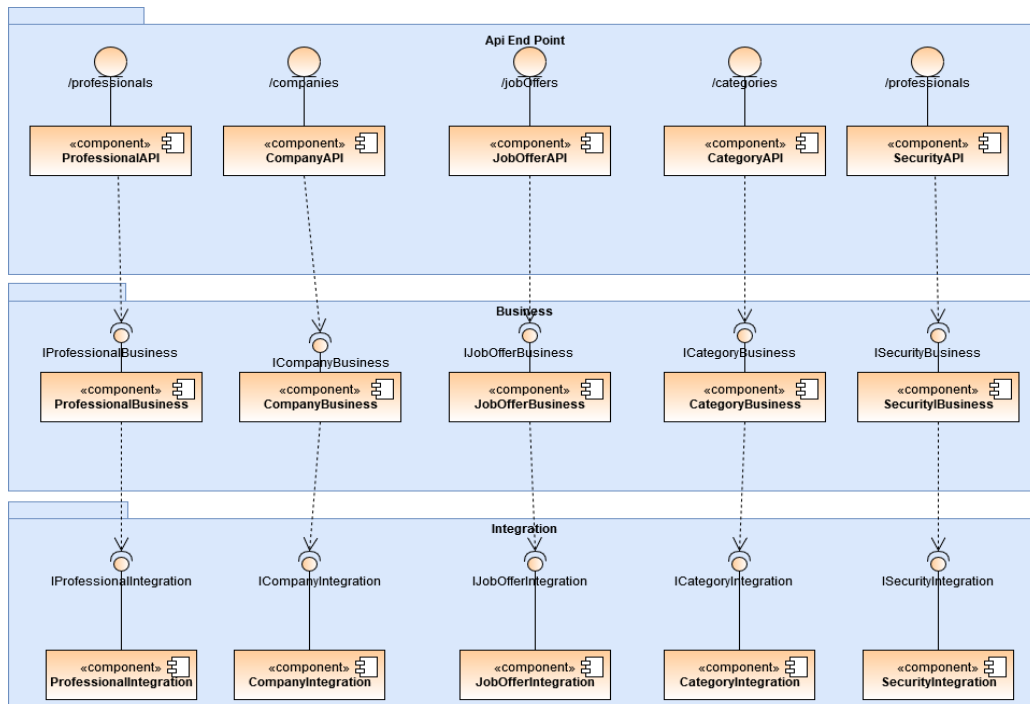 Api End Point
/professionals
/companies
/jobOffers
/categories
/professionals
«component»
ProfessionalAPI
«component»
CompanyAPI
«component»
JobOfferAPI
«component»
CategoryAPI
«component»
SecurityAPI
Business
IProfessionalBusiness
ICompanyBusiness
IJobOfferBusiness
ICategoryBusiness
ISecurityBusiness
«component»
ProfessionalBusiness
«component»
CompanyBusiness
«component»
JobOfferBusiness
«component»
CategoryBusiness
«component»
SecurityIBusiness
Integration
IProfessionalIntegration
ICompanyIntegration
IJobOfferIntegration
ICategoryIntegration
ISecurityIntegration
«component»
ProfessionalIntegration
«component»
CompanyIntegration
«component»
JobOfferIntegration
«component»
CategoryIntegration
«component»
SecurityIntegration